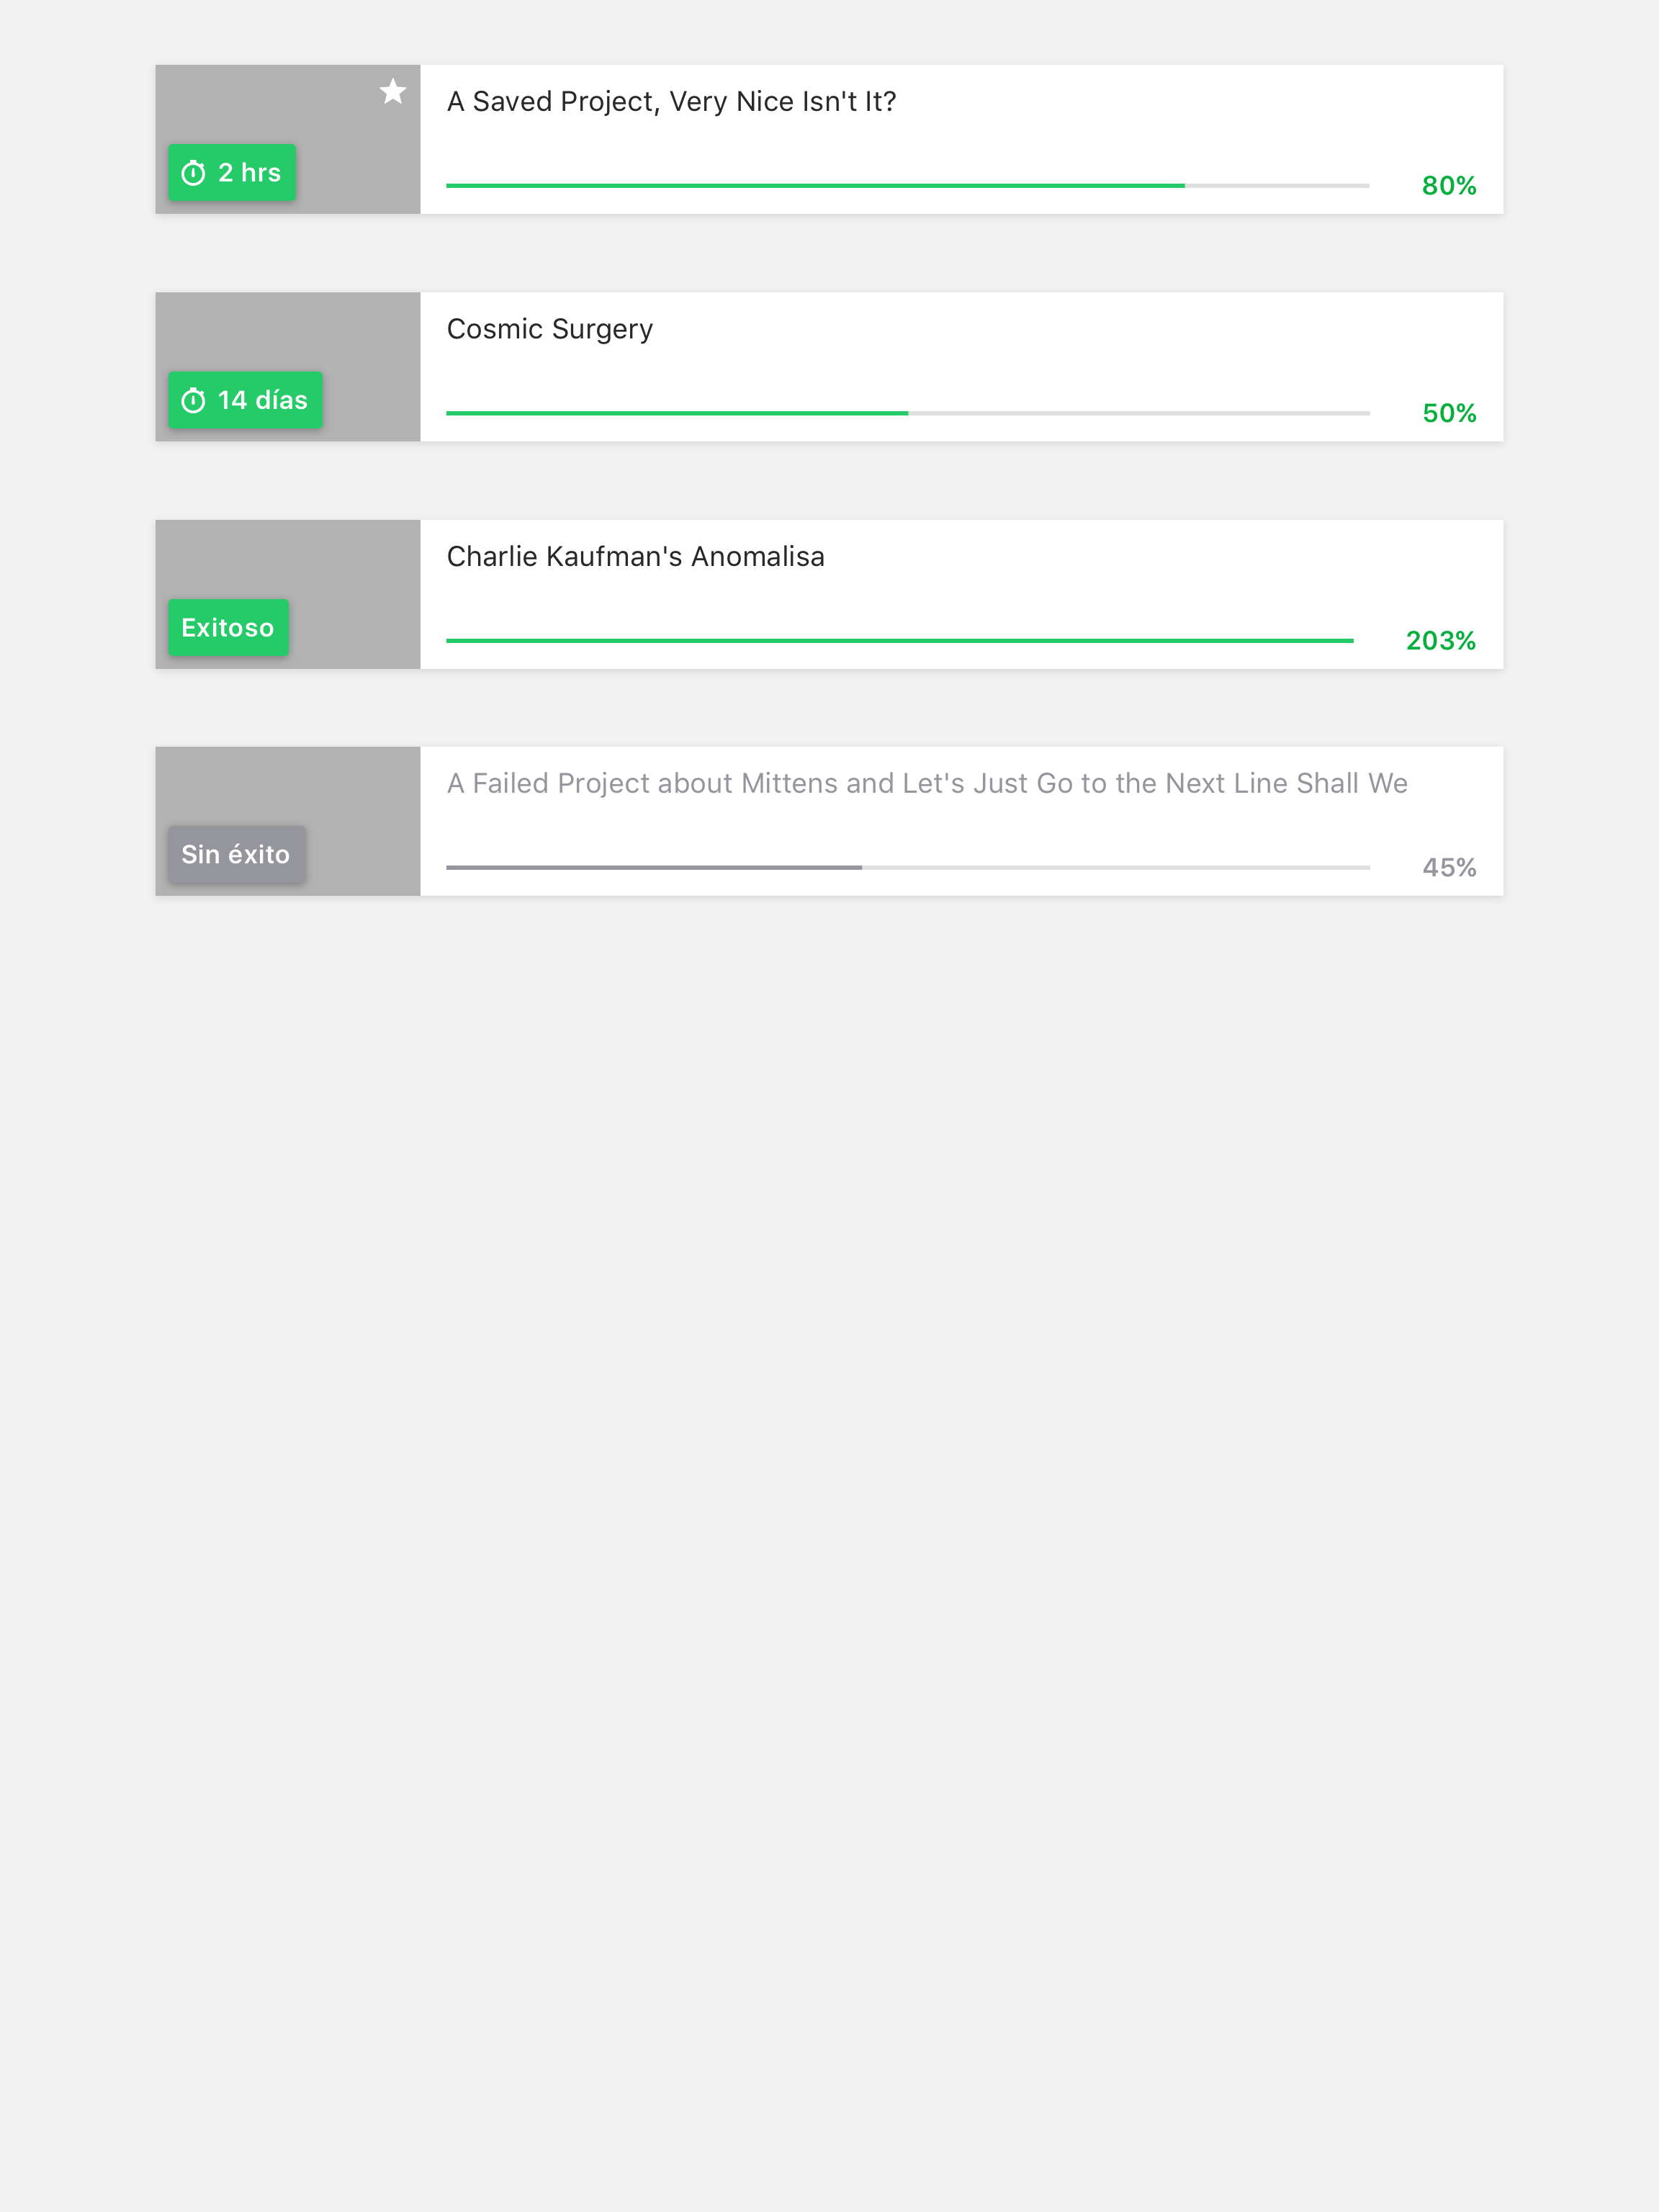 A Saved Project, Very Nice Isn't It?
2 hrs
80%
Cosmic Surgery
14 días
50%
Charlie Kaufman's Anomalisa
Exitoso
203%
A Failed Project about Mittens and Let's Just Go to the Next Line Shall We
Sin éxito
45%